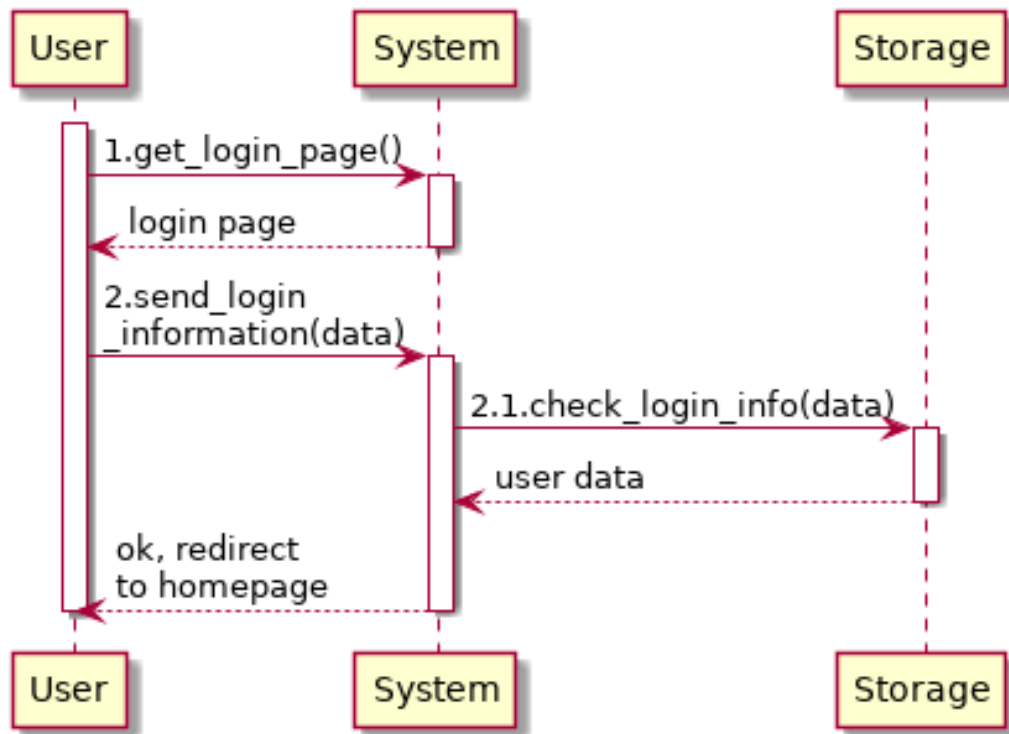 User
System
Storage
1.get_login_page()
login page
2.send_login
_information(data)
2.1.check_login_info(data)
user data
ok, redirect
to homepage
User
System
Storage